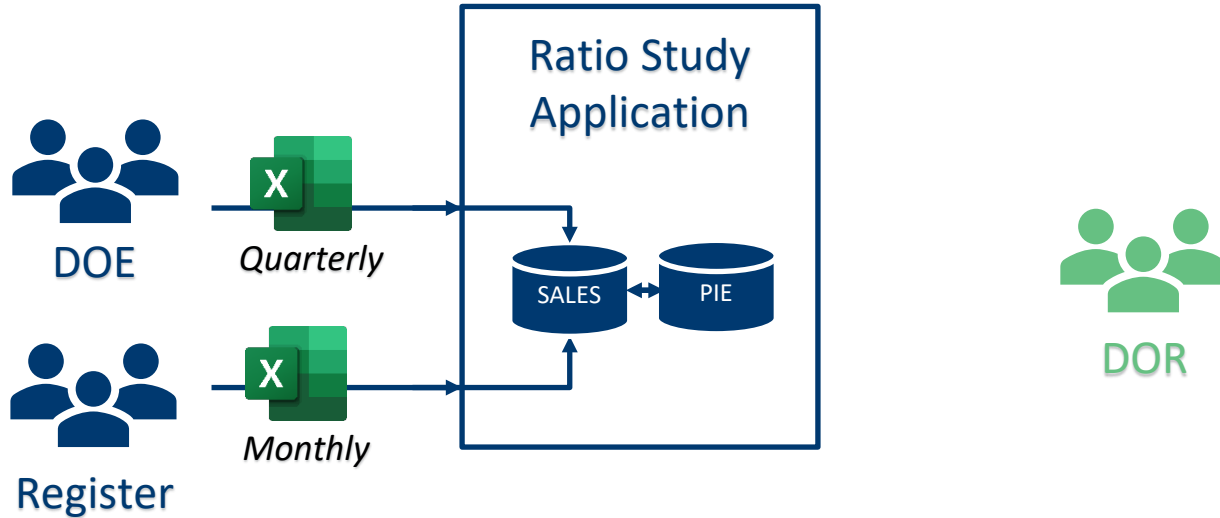 Ratio Study
Application
X
DOE
Quarterly
SALES
PIE
X
DOR
Monthly
Register